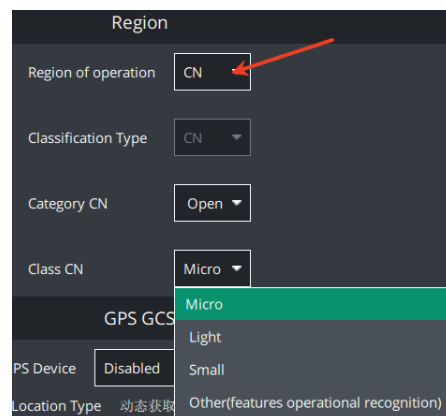 Region
Region of operation CN
Classification Type CN
Category CN Open
Class CN Micro
Micro
GPS GCS
Light
PS Device Disabled
Small
Location Type 动态获取
Other(features operational recognition)